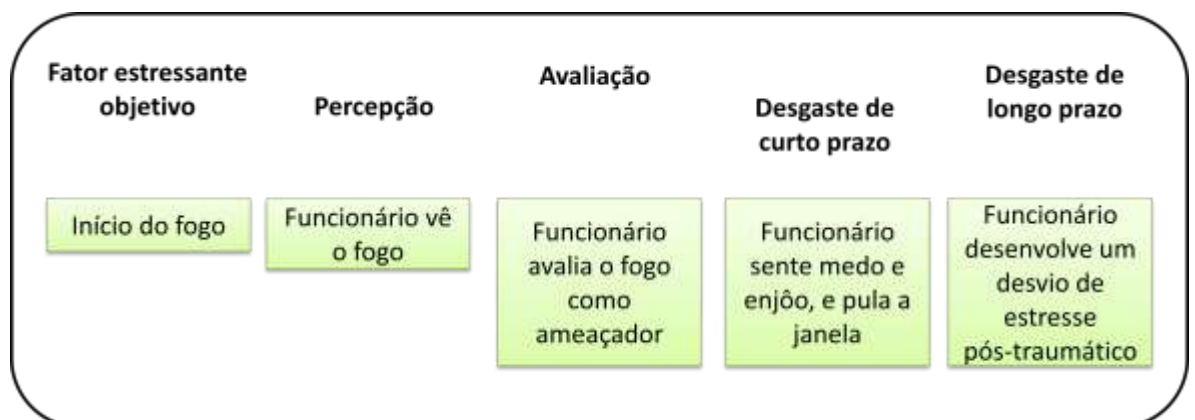 Fator estressante
objetivo
Percepção
Avaliação
Desgaste de
curto prazo
Desgaste de
longo prazo
Início do fogo
Funcionário vê
o fogo
Funcionário
avalia o fogo
como
ameaçador
Funcionário
sente medo e
enjôo, e pula a
janela
Funcionário
desenvolve um
desvio de
estresse
pós-traumático